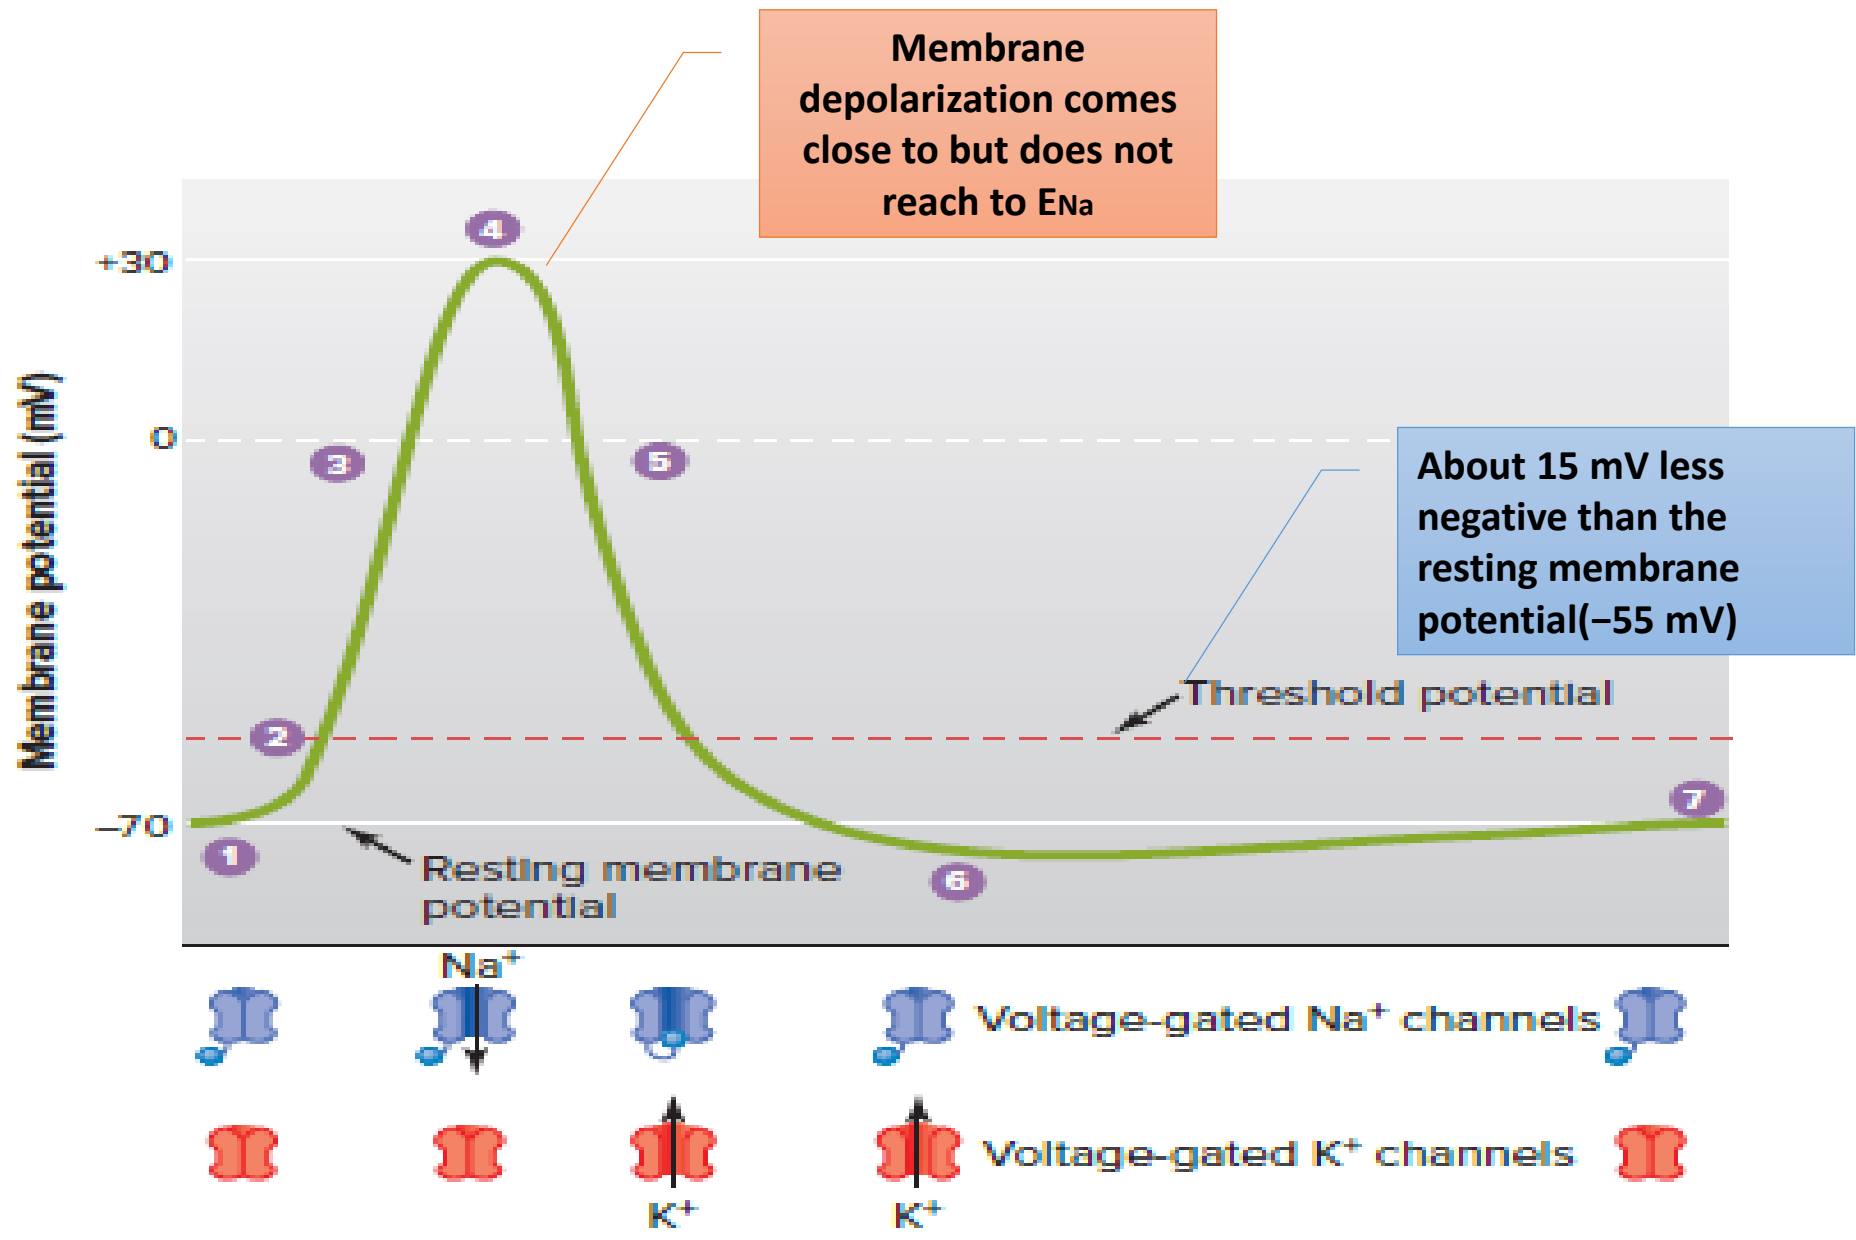 Membrane
depolarization comes
close to but does not
reach to ENa
4
+30
Membrane potential (mV)
0
3
5
About 15 mV less
negative than the
resting membrane
potential(−55 mV)
Threshold potential
2
7
−70
1
Resting membrane
potential
6
Na+
Voltage-gated Na+ channels
Voltage-gated K+ channels
K+
K+